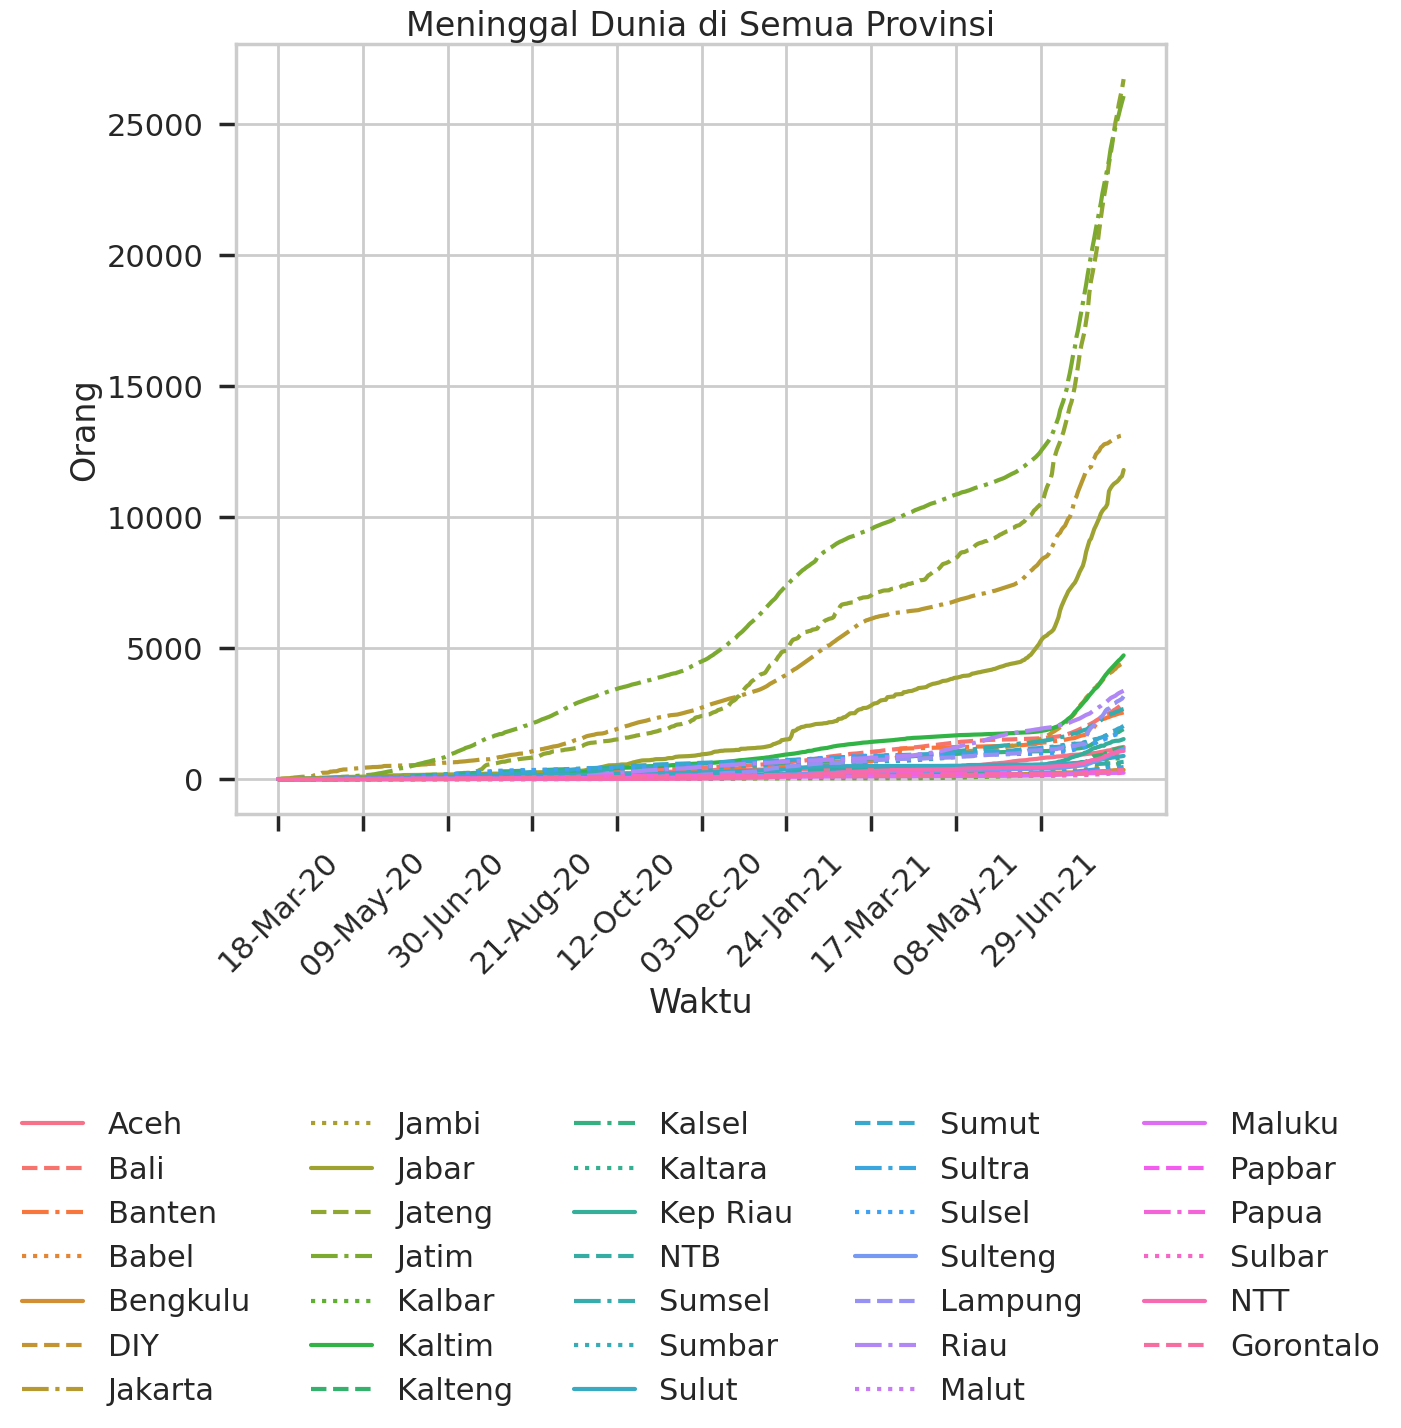 Meninggal Dunia di Semua Provinsi
25000
20000
15000
10000
5000
0
Orang
18-Mar-20
09-May-20
30-Jun-20
21-Aug-20
12-Oct-20
03-Dec-20
24-Jan-21
17-Mar-21
08-May-21
29-Jun-21
Waktu
Aceh
Bali
Banten
Babel
Bengkulu
DIY
Jakarta
Jambi
Jabar
Jateng
Jatim
Kalbar
Kaltim
Kalteng
Kalsel
Kaltara
Kep Riau
NTB
Sumsel
Sumbar
Sulut
Sumut
Sultra
Sulsel
Sulteng
Lampung
Riau
Malut
Maluku
Papbar
Papua
Sulbar
NTT
Gorontalo